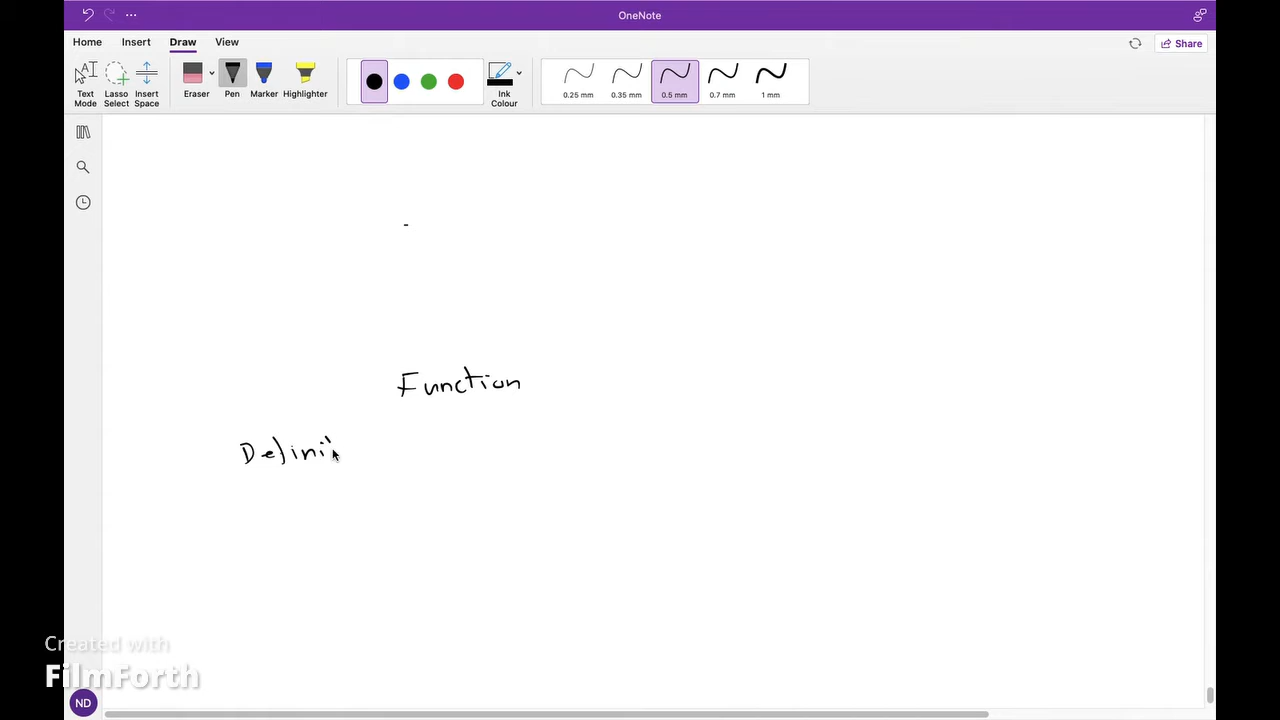 OneNote
Home Insert Draw View Share
Text Mode Lasso Select Insert Space Eraser Pen Marker Highlighter Ink Colour 0.25 mm 0.35 mm 0.5 mm 0.7 mm 1 mm
-
Function
Defini
Created with
FilmForth
ND